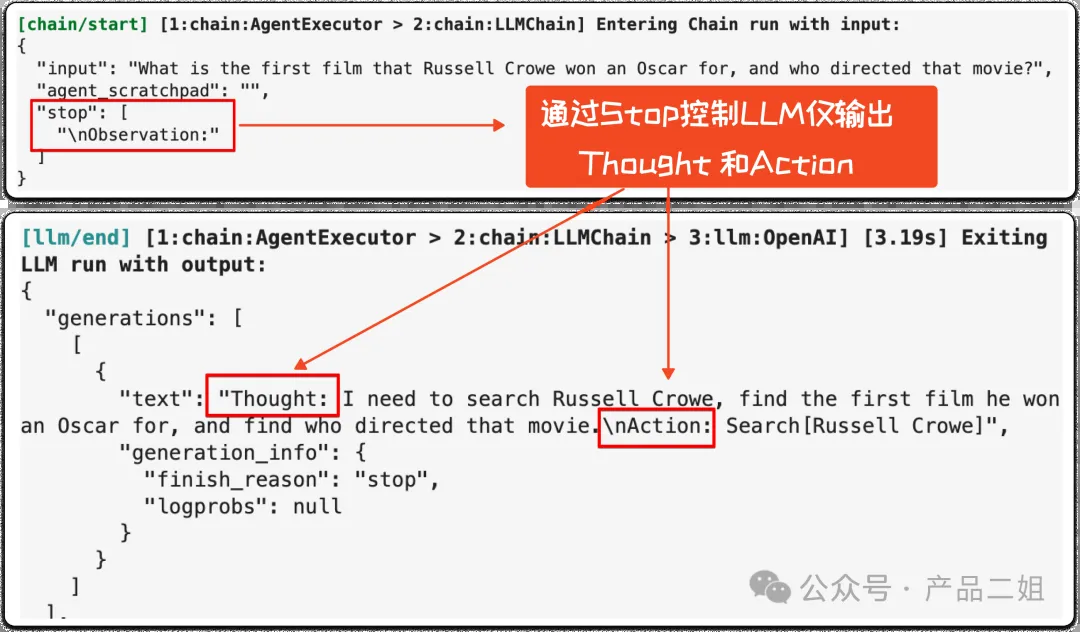 [chain/start] [1:chain:AgentExecutor > 2:chain:LLMChain] Entering Chain run with input:
{
"input": "What is the first film that Russell Crowe won an Oscar for, and who directed that movie?",
"agent_scratchpad": "",
"stop": [
"\nObservation:"
]
}
通过Stop控制LLM仅输出
Thought 和Action
[llm/end] [1:chain:AgentExecutor > 2:chain:LLMChain > 3:llm:OpenAI] [3.19s] Exiting
LLM run with output:
{
"generations": [
[
{
"text": "Thought: I need to search Russell Crowe, find the first film he won
an Oscar for, and find who directed that movie.\nAction: Search[Russell Crowe]",
"generation_info": {
"finish_reason": "stop",
"logprobs": null
}
}
]
],
公众号 · 产品二姐